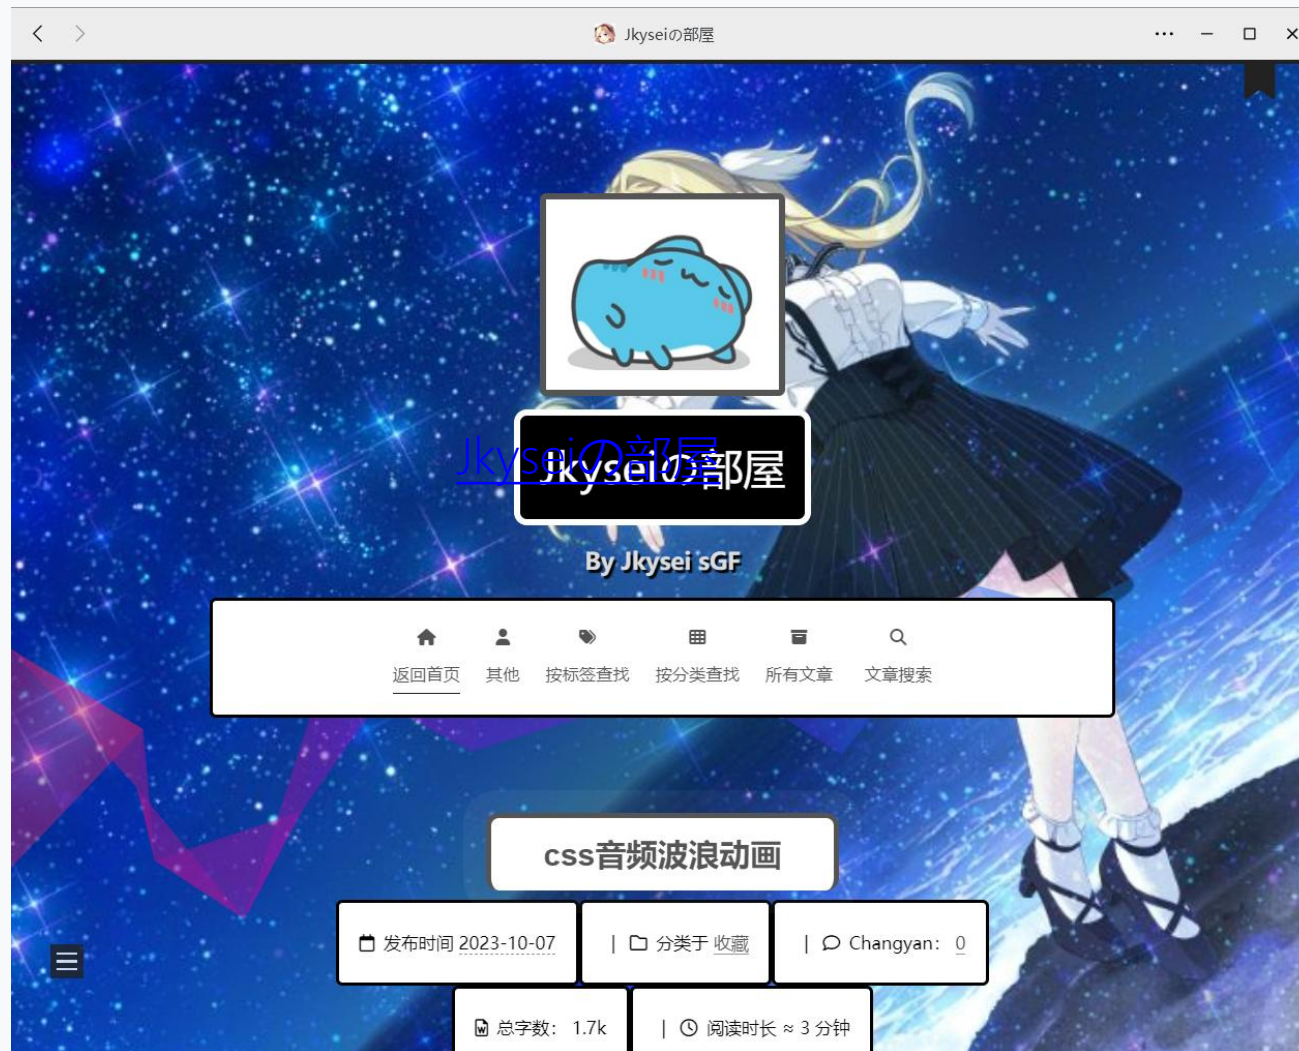 Jkyseiの部屋
Jkyseiの部屋
Jkyseiの部屋
By Jkysei sGF
返回首页 其他 按标签查找 按分类查找 所有文章 文章搜索
css音频波浪动画
发布时间 2023-10-07 | 分类于 收藏 | Changyan： 0
总字数： 1.7k | 阅读时长 ≈ 3 分钟